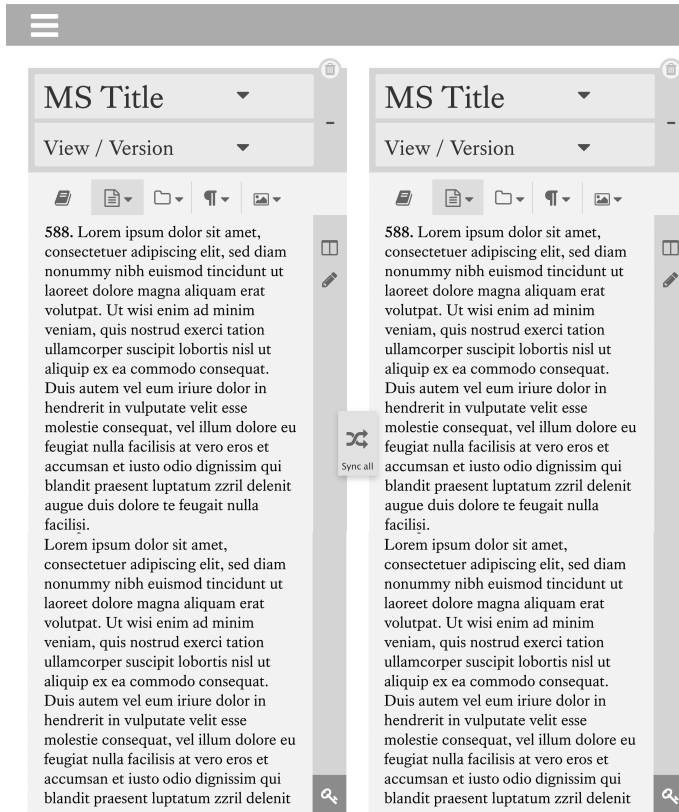 MS Title
View / Version
588. Lorem ipsum dolor sit amet,
consectetuer adipiscing elit, sed diam
nonummy nibh euismod tincidunt ut
laoreet dolore magna aliquam erat
volutpat. Ut wisi enim ad minim
veniam, quis nostrud exerci tation
ullamcorper suscipit lobortis nisl ut
aliquip ex ea commodo consequat.
Duis autem vel eum iriure dolor in
hendrerit in vulputate velit esse
molestie consequat, vel illum dolore eu
feugiat nulla facilisis at vero eros et
accumsan et iusto odio dignissim qui
blandit praesent luptatum zzril delenit
augue duis dolore te feugait nulla
facilisi.
Lorem ipsum dolor sit amet,
consectetuer adipiscing elit, sed diam
nonummy nibh euismod tincidunt ut
laoreet dolore magna aliquam erat
volutpat. Ut wisi enim ad minim
veniam, quis nostrud exerci tation
ullamcorper suscipit lobortis nisl ut
aliquip ex ea commodo consequat.
Duis autem vel eum iriure dolor in
hendrerit in vulputate velit esse
molestie consequat, vel illum dolore eu
feugiat nulla facilisis at vero eros et
accumsan et iusto odio dignissim qui
blandit praesent luptatum zzril delenit
Sync all
MS Title
View / Version
588. Lorem ipsum dolor sit amet,
consectetuer adipiscing elit, sed diam
nonummy nibh euismod tincidunt ut
laoreet dolore magna aliquam erat
volutpat. Ut wisi enim ad minim
veniam, quis nostrud exerci tation
ullamcorper suscipit lobortis nisl ut
aliquip ex ea commodo consequat.
Duis autem vel eum iriure dolor in
hendrerit in vulputate velit esse
molestie consequat, vel illum dolore eu
feugiat nulla facilisis at vero eros et
accumsan et iusto odio dignissim qui
blandit praesent luptatum zzril delenit
augue duis dolore te feugait nulla
facilisi.
Lorem ipsum dolor sit amet,
consectetuer adipiscing elit, sed diam
nonummy nibh euismod tincidunt ut
laoreet dolore magna aliquam erat
volutpat. Ut wisi enim ad minim
veniam, quis nostrud exerci tation
ullamcorper suscipit lobortis nisl ut
aliquip ex ea commodo consequat.
Duis autem vel eum iriure dolor in
hendrerit in vulputate velit esse
molestie consequat, vel illum dolore eu
feugiat nulla facilisis at vero eros et
accumsan et iusto odio dignissim qui
blandit praesent luptatum zzril delenit